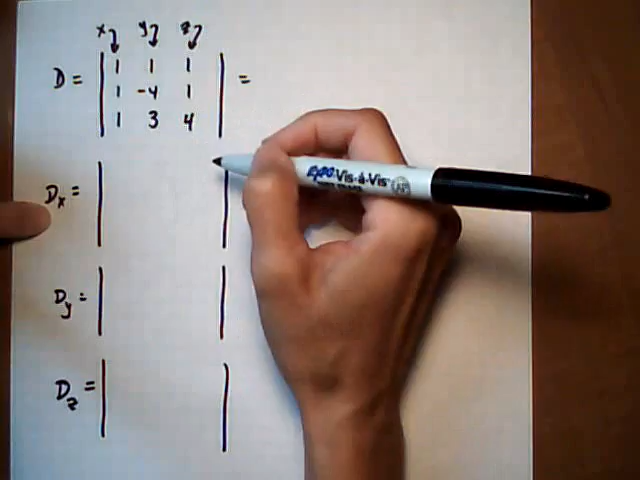 x y z
D = | 1 1 1 | =
| 1 -4 1 |
| 1 3 4 |
Dx = | |
Dy = | |
Dz = | |
EXPO Vis-à-Vis